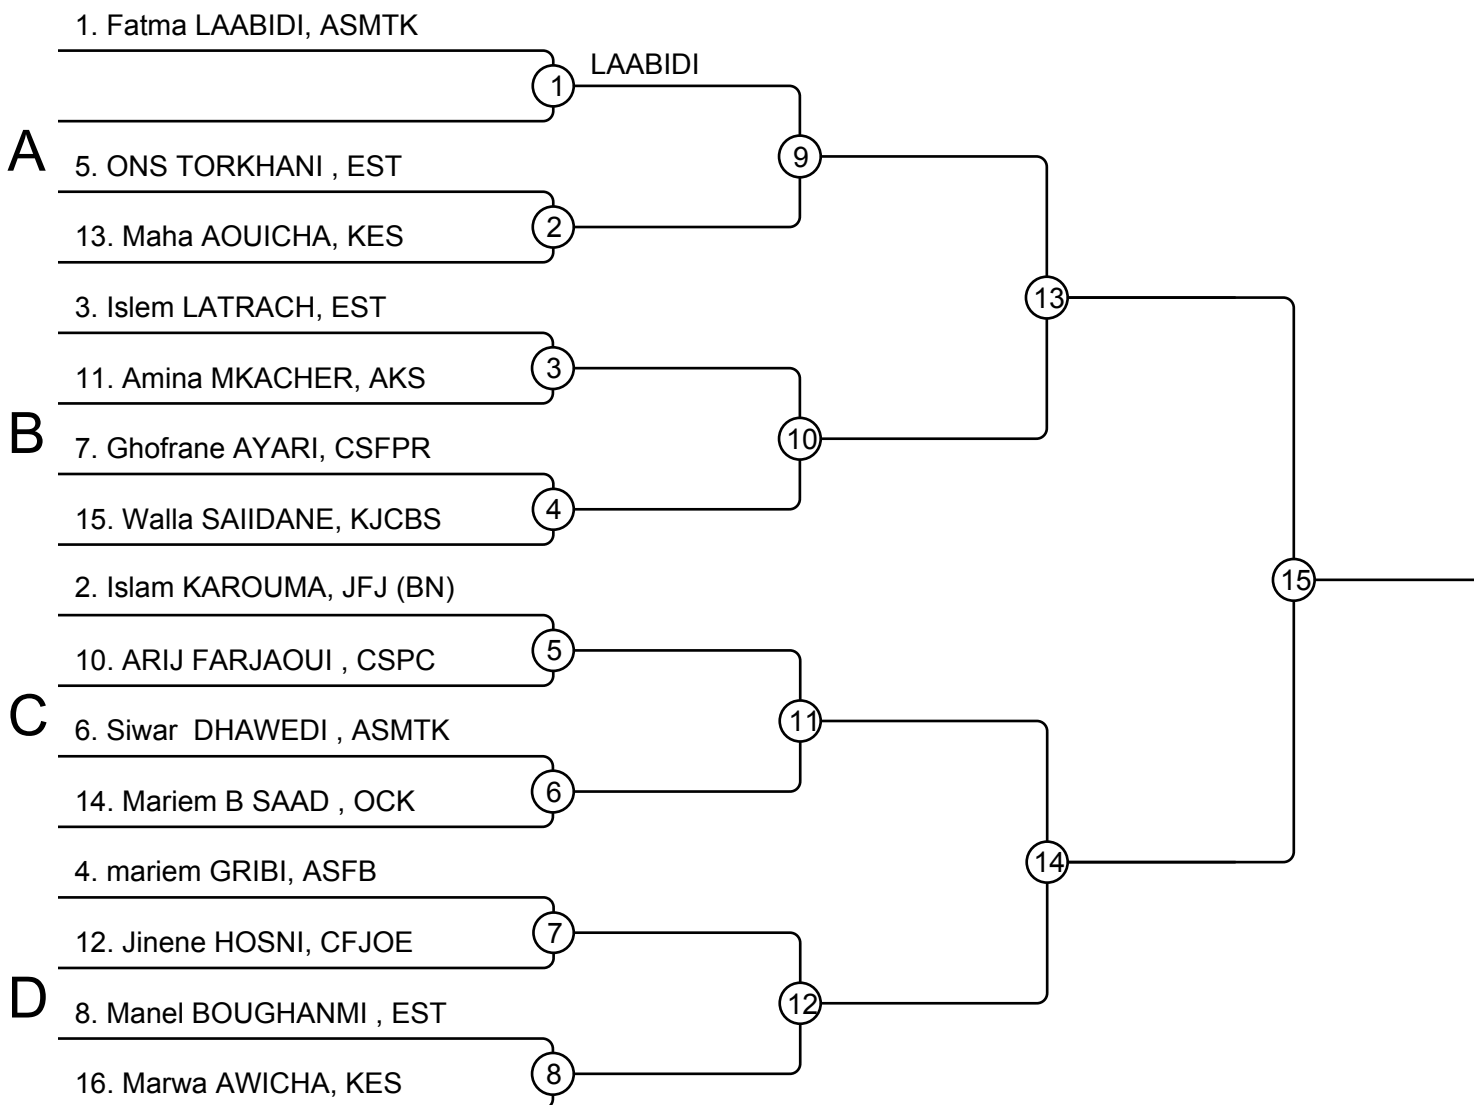 1. Fatma LAABIDI, ASMTK
LAABIDI
1
A
9
5. ONS TORKHANI , EST
2
13. Maha AOUICHA, KES
13
3. Islem LATRACH, EST
3
11. Amina MKACHER, AKS
B
10
7. Ghofrane AYARI, CSFPR
4
15. Walla SAIIDANE, KJCBS
15
2. Islam KAROUMA, JFJ (BN)
5
10. ARIJ FARJAOUI , CSPC
C
11
6. Siwar  DHAWEDI , ASMTK
6
14. Mariem B SAAD , OCK
14
4. mariem GRIBI, ASFB
7
12. Jinene HOSNI, CFJOE
D
12
8. Manel BOUGHANMI , EST
8
16. Marwa AWICHA, KES